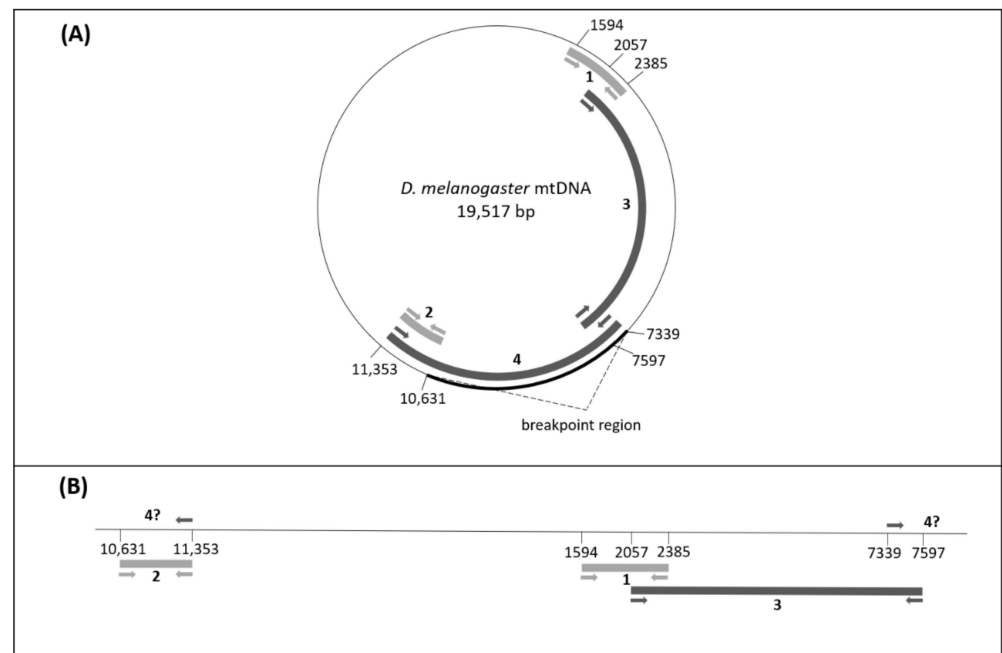 (A)
1594
2057
2385
1
D. melanogaster mtDNA
19,517 bp
3
2
4
7339
7597
11,353
10,631
breakpoint region
(B)
4?
4?
10,631 11,353 1594 2057 2385 7339 7597
2
1
3